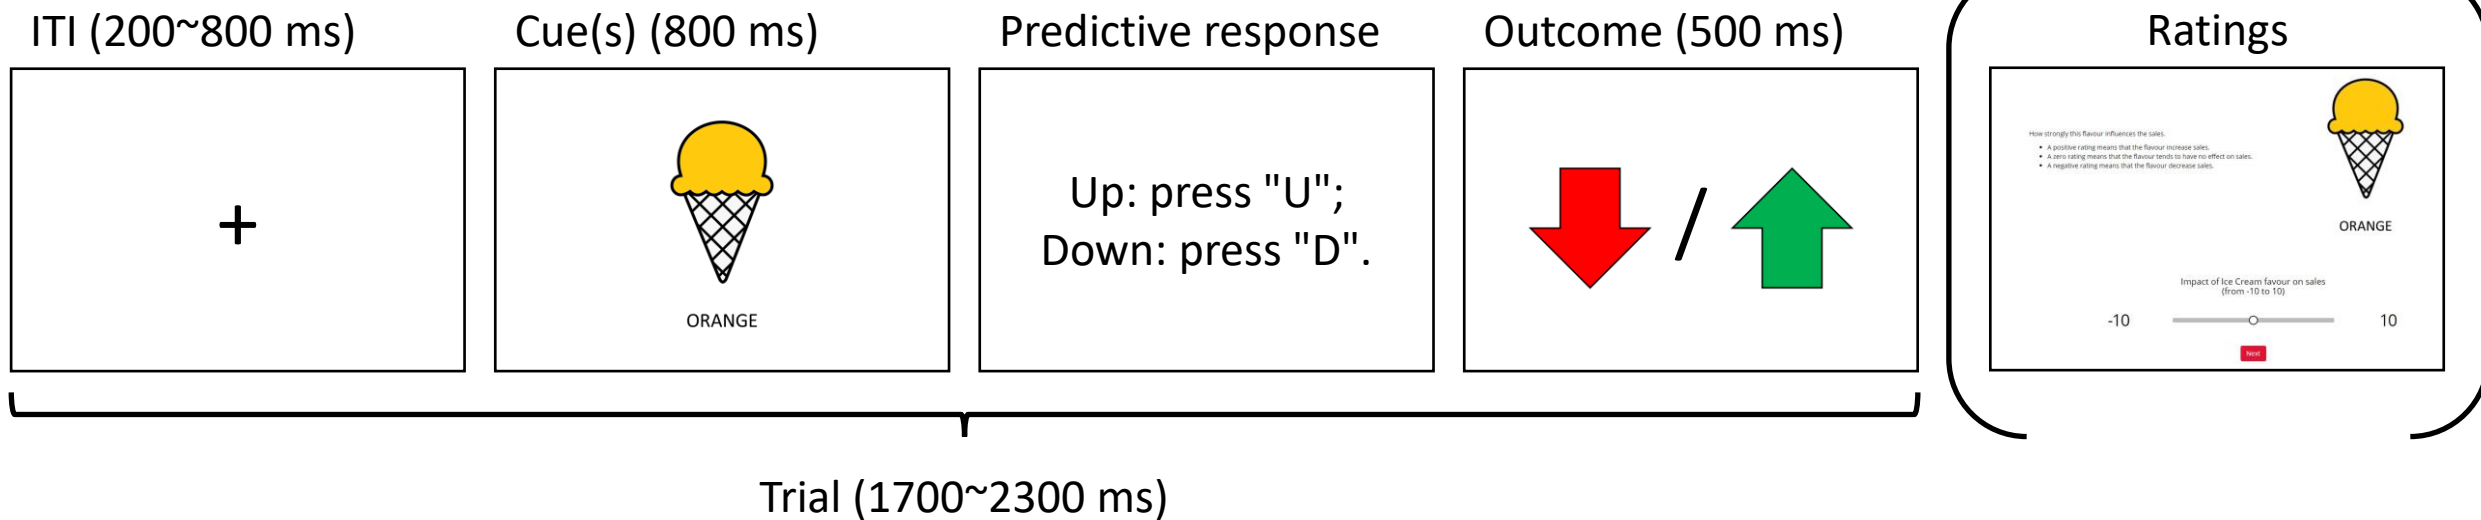 ITI (200~800 ms)
+
Cue(s) (800 ms)
ORANGE
Predictive response
Up: press "U";
Down: press "D".
Outcome (500 ms)
/
Ratings
How strongly this flavour influences the sales.
• A positive rating means that the flavour increase sales.
• A zero rating means that the flavour tends to have no effect on sales.
• A negative rating means that the flavour decrease sales.
ORANGE
Impact of Ice Cream favour on sales
(from -10 to 10)
-10 10
Next
Trial (1700~2300 ms)